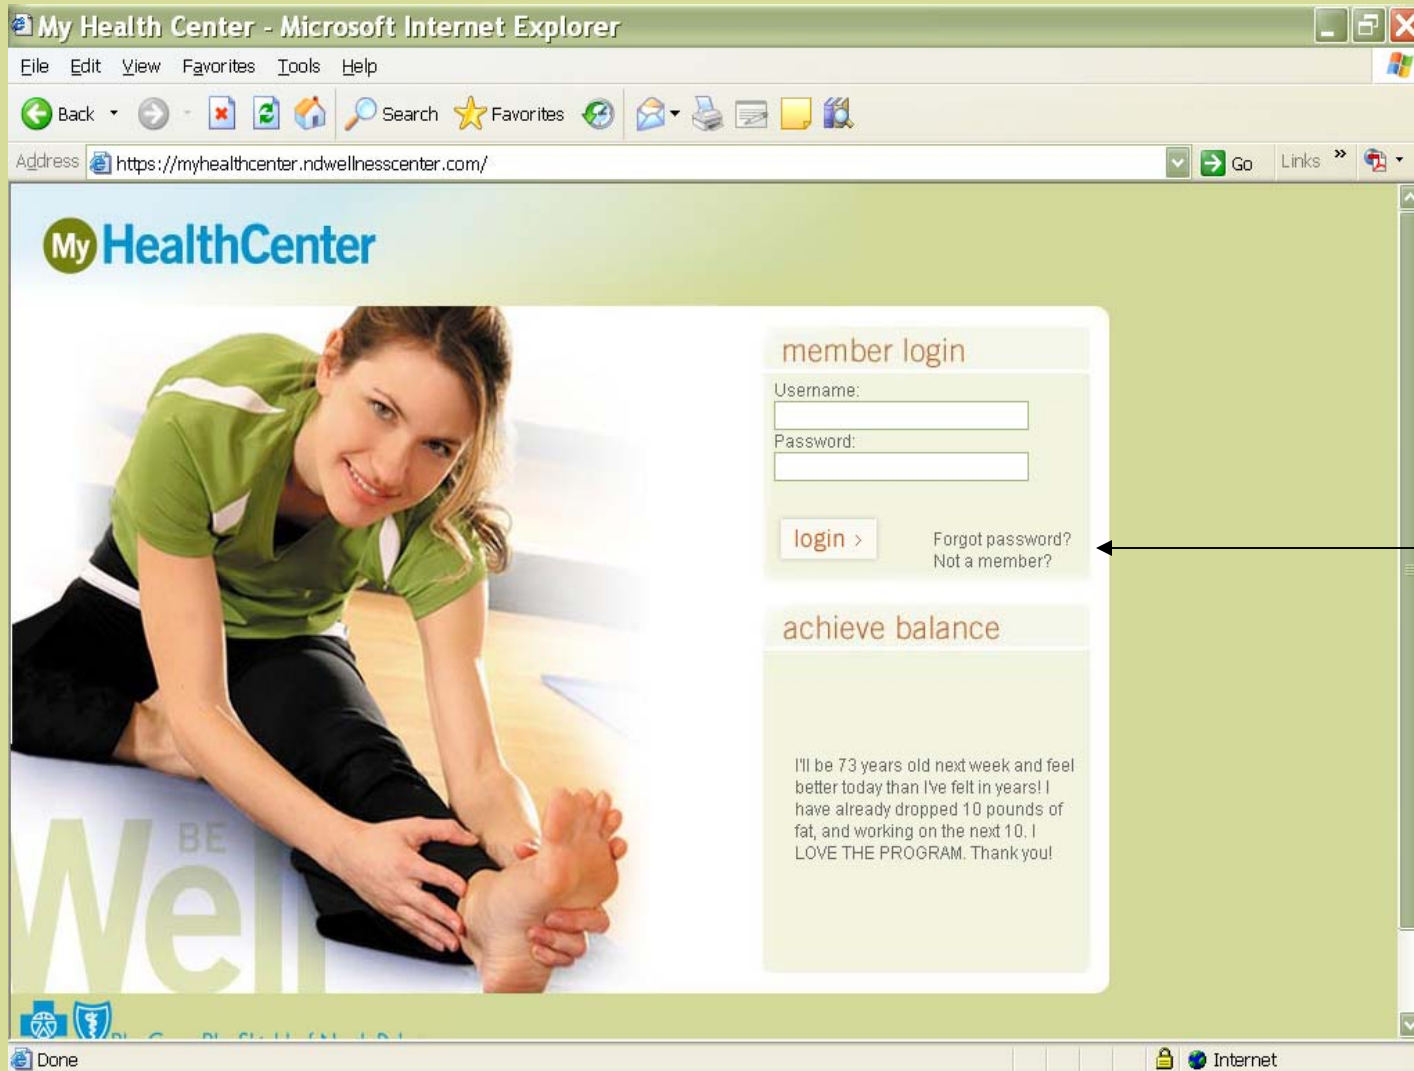 My Health Center - Microsoft Internet Explorer
File Edit View Favorites Tools Help
Back Search Favorites
Address https://myhealthcenter.ndwellnesscenter.com/ Go Links »
My HealthCenter
member login
Username:
Password:
login >
Forgot password?
Not a member?
achieve balance
I'll be 73 years old next week and feel
better today than I've felt in years! I
have already dropped 10 pounds of
fat, and working on the next 10. I
LOVE THE PROGRAM. Thank you!
BE
Well
Done Internet